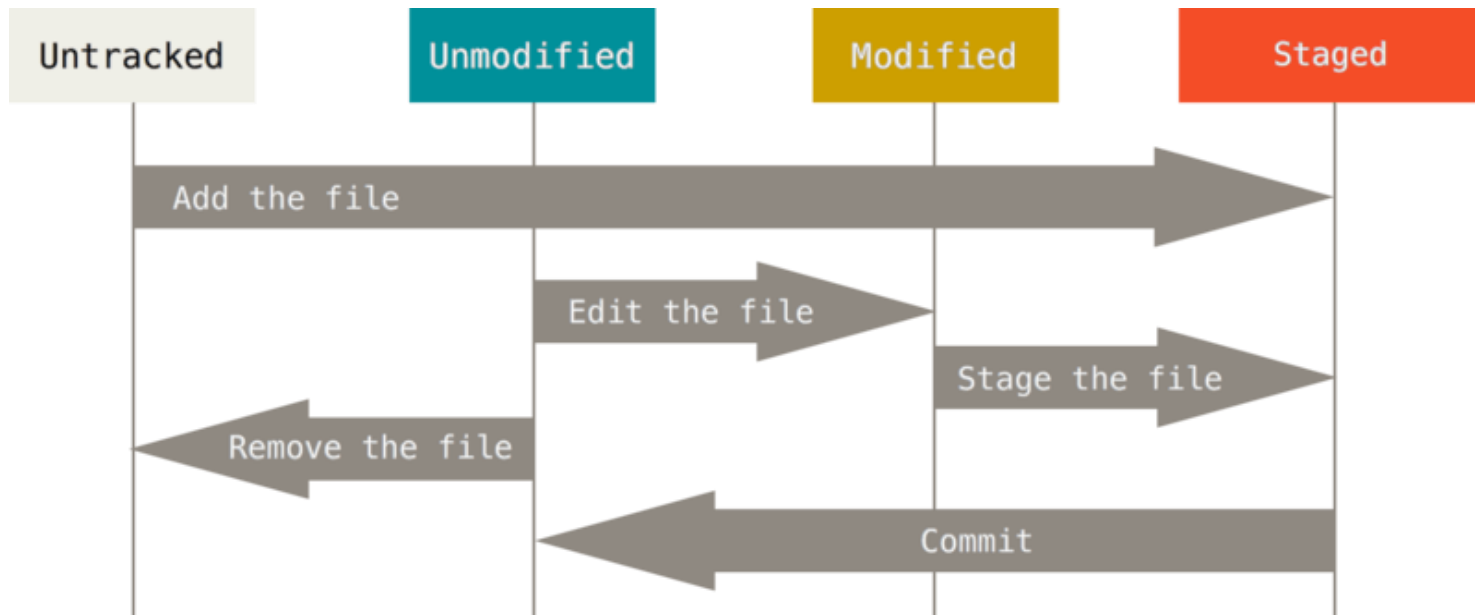 Untracked
Unmodified
Modified
Staged
Add the file
Edit the file
Stage the file
Remove the file
Commit